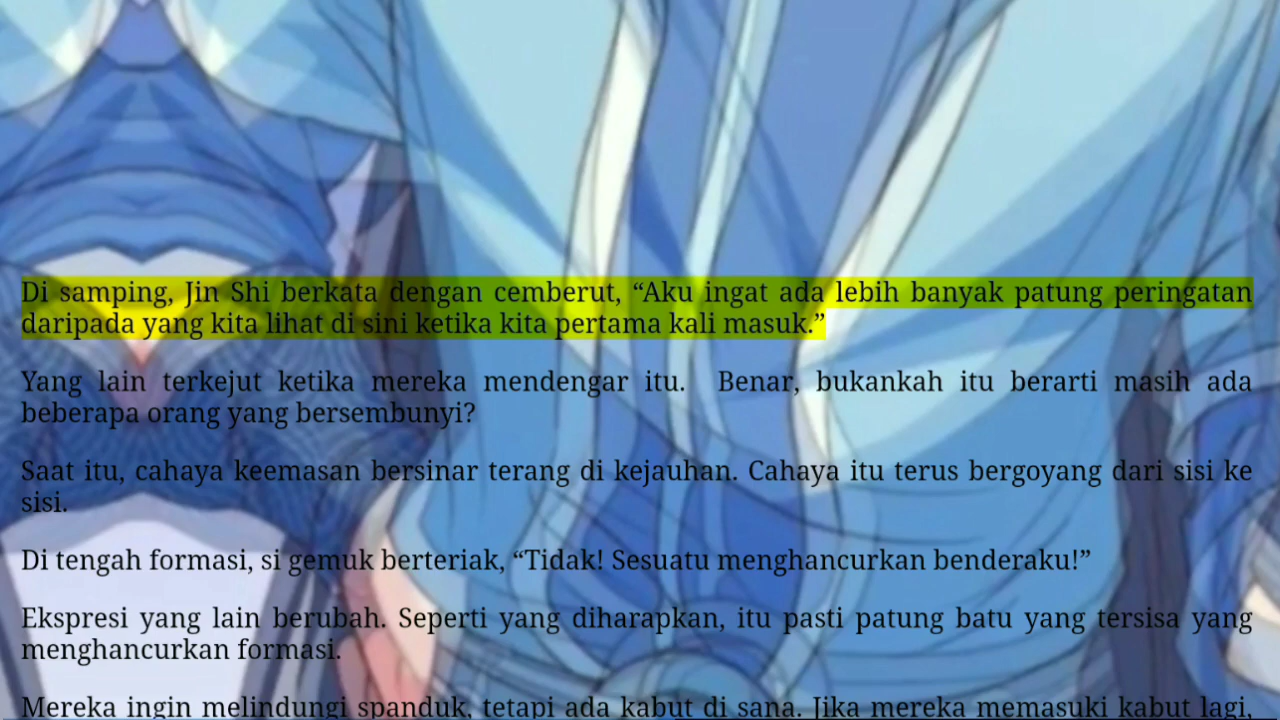 Di samping, Jin Shi berkata dengan cemberut, “Aku ingat ada lebih banyak patung peringatan
daripada yang kita lihat di sini ketika kita pertama kali masuk.”
Yang lain terkejut ketika mereka mendengar itu.  Benar, bukankah itu berarti masih ada
beberapa orang yang bersembunyi?
Saat itu, cahaya keemasan bersinar terang di kejauhan. Cahaya itu terus bergoyang dari sisi ke
sisi.
Di tengah formasi, si gemuk berteriak, “Tidak! Sesuatu menghancurkan benderaku!”
Ekspresi yang lain berubah. Seperti yang diharapkan, itu pasti patung batu yang tersisa yang
menghancurkan formasi.
Mereka ingin melindungi spanduk, tetapi ada kabut di sana. Jika mereka memasuki kabut lagi,